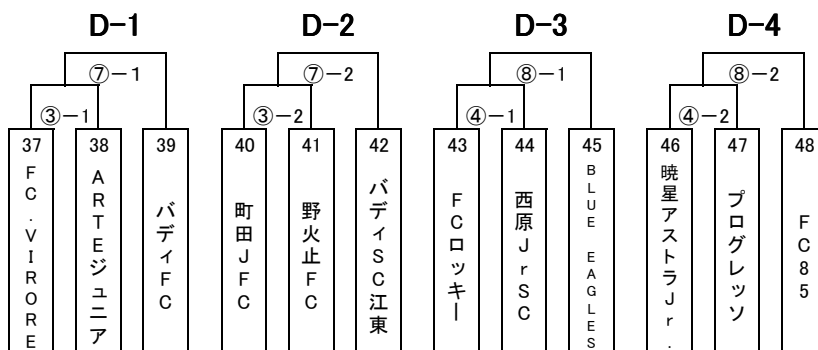 D-1
D-2
D-3
D-4
⑦-1
⑦-2
⑧-1
⑧-2
③-1
③-2
④-1
④-2
37
38
39
40
41
42
43
44
45
46
47
48
FC.VIRORE
ARTEジュニア
バディFC
町田JFC
野火止FC
バディSC江東
FCロッキー
西原JrSC
BLUE EAGLES
暁星アストラJr.
プログレッソ
FC85